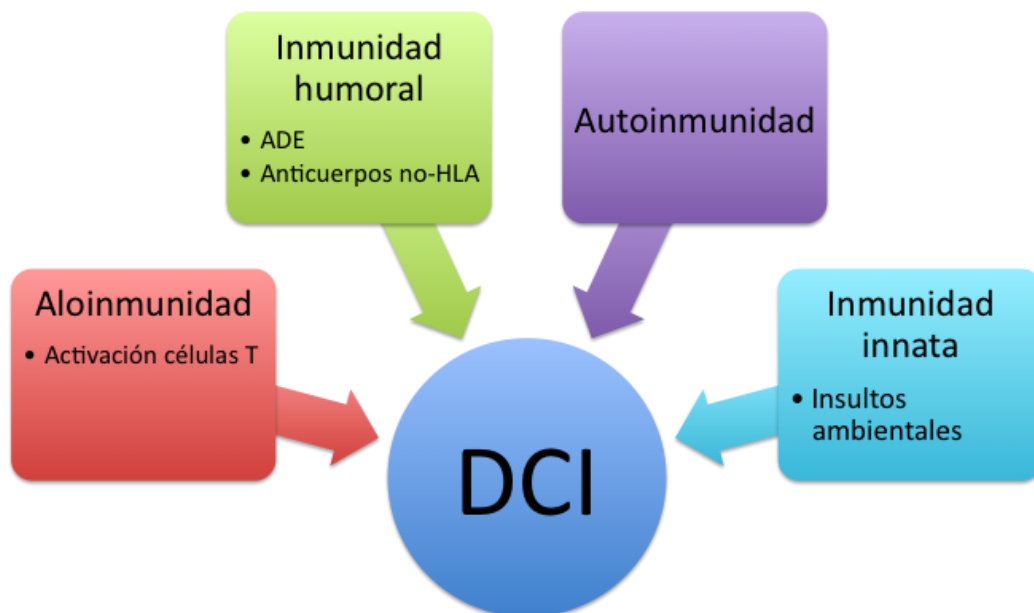 Inmunidad
humoral
• ADE
• Anticuerpos no-HLA
Autoinmunidad
Aloinmunidad
• Activación células T
Inmunidad
innata
• Insultos
ambientales
DCI